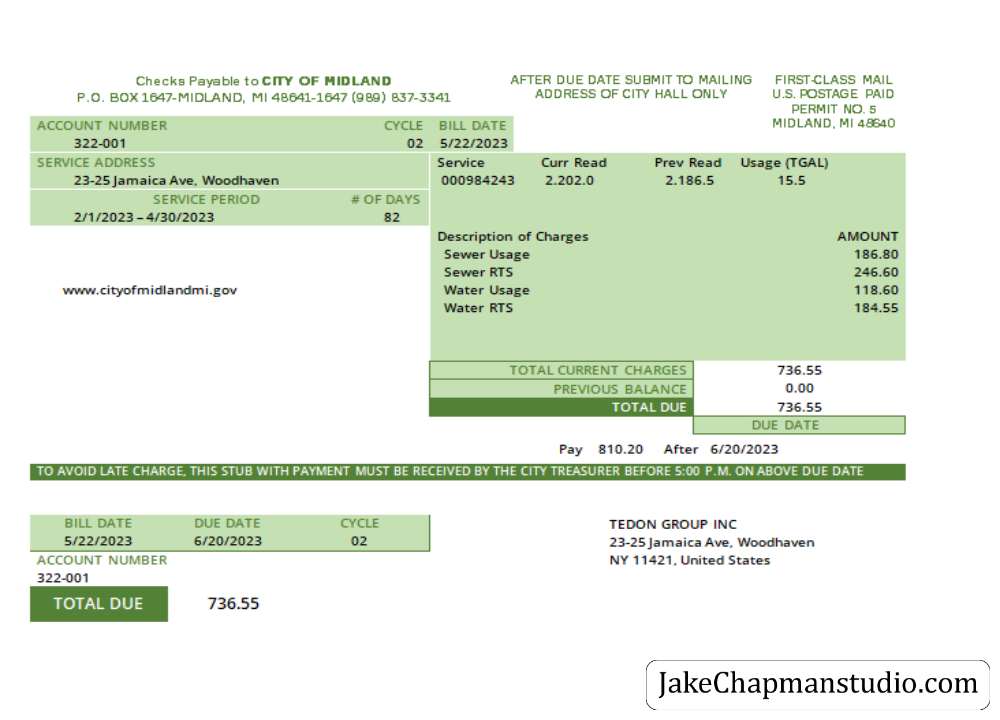 Checks Payable to CITY OF MIDLAND
P.O. BOX 1647-MIDLAND, MI 48641-1647 (989) 837-3341
AFTER DUE DATE SUBMIT TO MAILING
ADDRESS OF CITY HALL ONLY
FIRST-CLASS MAIL
U.S. POSTAGE PAID
PERMIT NO. 5
MIDLAND, MI 48640
ACCOUNT NUMBER CYCLE BILL DATE
322-001 02 5/22/2023
SERVICE ADDRESS
23-25 Jamaica Ave, Woodhaven
SERVICE PERIOD # OF DAYS
2/1/2023 – 4/30/2023 82
www.cityofmidlandmi.gov
Service Curr Read Prev Read Usage (TGAL)
000984243 2.202.0 2.186.5 15.5
Description of Charges AMOUNT
Sewer Usage 186.80
Sewer RTS 246.60
Water Usage 118.60
Water RTS 184.55
TOTAL CURRENT CHARGES 736.55
PREVIOUS BALANCE 0.00
TOTAL DUE 736.55
DUE DATE
Pay 810.20 After 6/20/2023
TO AVOID LATE CHARGE, THIS STUB WITH PAYMENT MUST BE RECEIVED BY THE CITY TREASURER BEFORE 5:00 P.M. ON ABOVE DUE DATE
BILL DATE DUE DATE CYCLE
5/22/2023 6/20/2023 02
ACCOUNT NUMBER
322-001
TOTAL DUE 736.55
TEDON GROUP INC
23-25 Jamaica Ave, Woodhaven
NY 11421, United States
JakeChapmanstudio.com